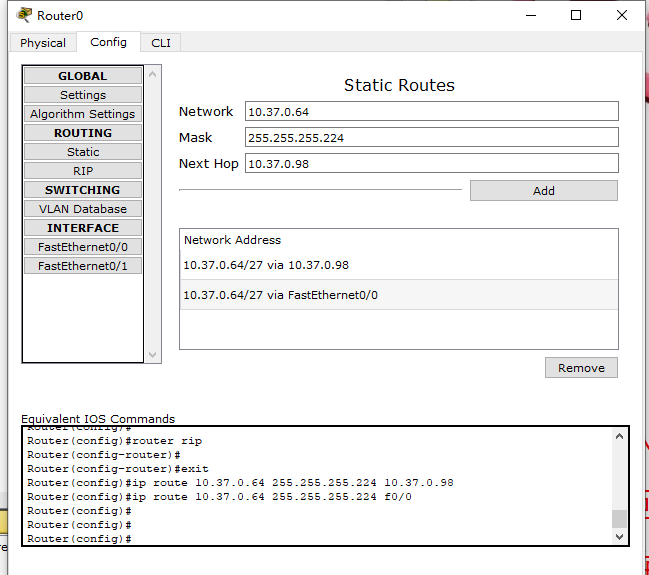 Router0
Physical
Config
CLI
GLOBAL
Settings
Algorithm Settings
ROUTING
Static
RIP
SWITCHING
VLAN Database
INTERFACE
FastEthernet0/0
FastEthernet0/1
Static Routes
Network 10.37.0.64
Mask 255.255.255.224
Next Hop 10.37.0.98
Add
Network Address
10.37.0.64/27 via 10.37.0.98
10.37.0.64/27 via FastEthernet0/0
Remove
Equivalent IOS Commands
Router(config)#
Router(config)#router rip
Router(config-router)#
Router(config-router)#exit
Router(config)#ip route 10.37.0.64 255.255.255.224 10.37.0.98
Router(config)#ip route 10.37.0.64 255.255.255.224 f0/0
Router(config)#
Router(config)#
Router(config)#